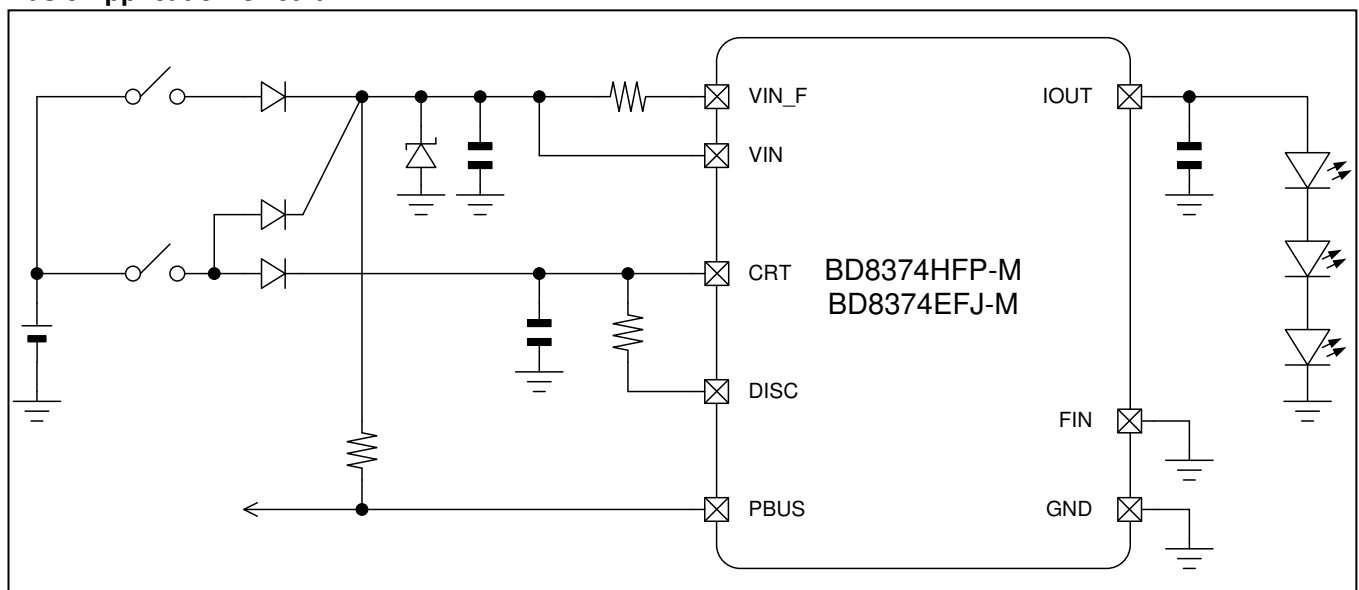 VIN_F
IOUT
VIN
CRT
BD8374HFP-M
BD8374EFJ-M
DISC
FIN
PBUS
GND